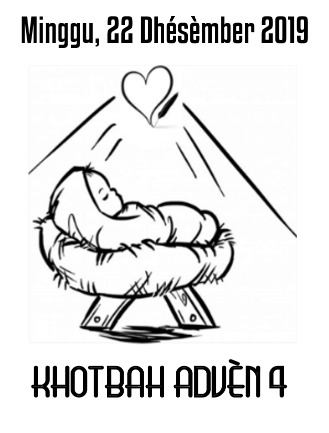 Minggu, 22 Dhésèmber 2019
KHOTBAH ADVÈN 4